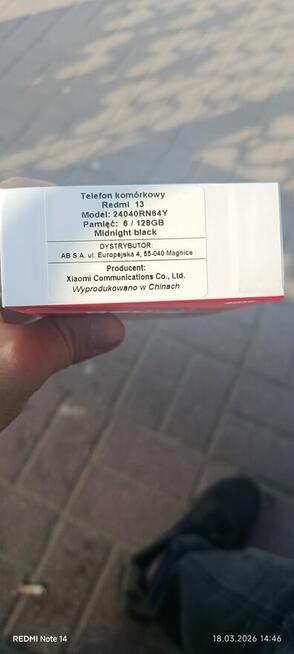 Telefon komórkowy
Redmi 13
Model: 24040RN64Y
Pamięć: 6 / 128GB
Midnight black
DYSTRYBUTOR:
AB S.A. ul. Europejska 4, 55-040 Magnice
Producent:
Xiaomi Communications Co., Ltd.
Wyprodukowano w Chinach
REDMI Note 14
18.03.2026 14:46